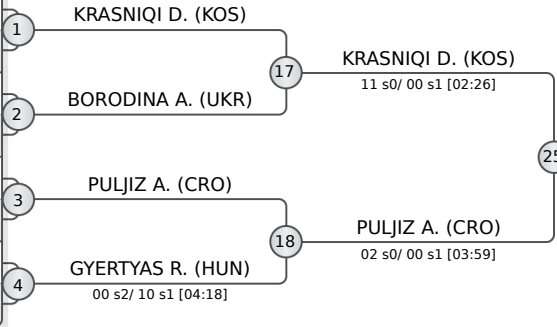 KRASNIQI D. (KOS)
1
17
KRASNIQI D. (KOS)
11 s0/ 00 s1 [02:26]
BORODINA A. (UKR)
2
25
PULJIZ A. (CRO)
3
18
PULJIZ A. (CRO)
02 s0/ 00 s1 [03:59]
GYERTYAS R. (HUN)
4
00 s2/ 10 s1 [04:18]